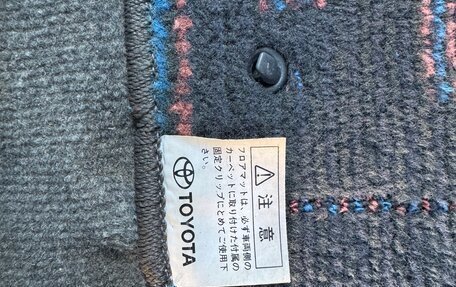 ⚠ 注意
フロアマットは、必ず車両側の
カーペットに取り付けた付属の
固定クリップにとめてご使用下
さい。
TOYOTA